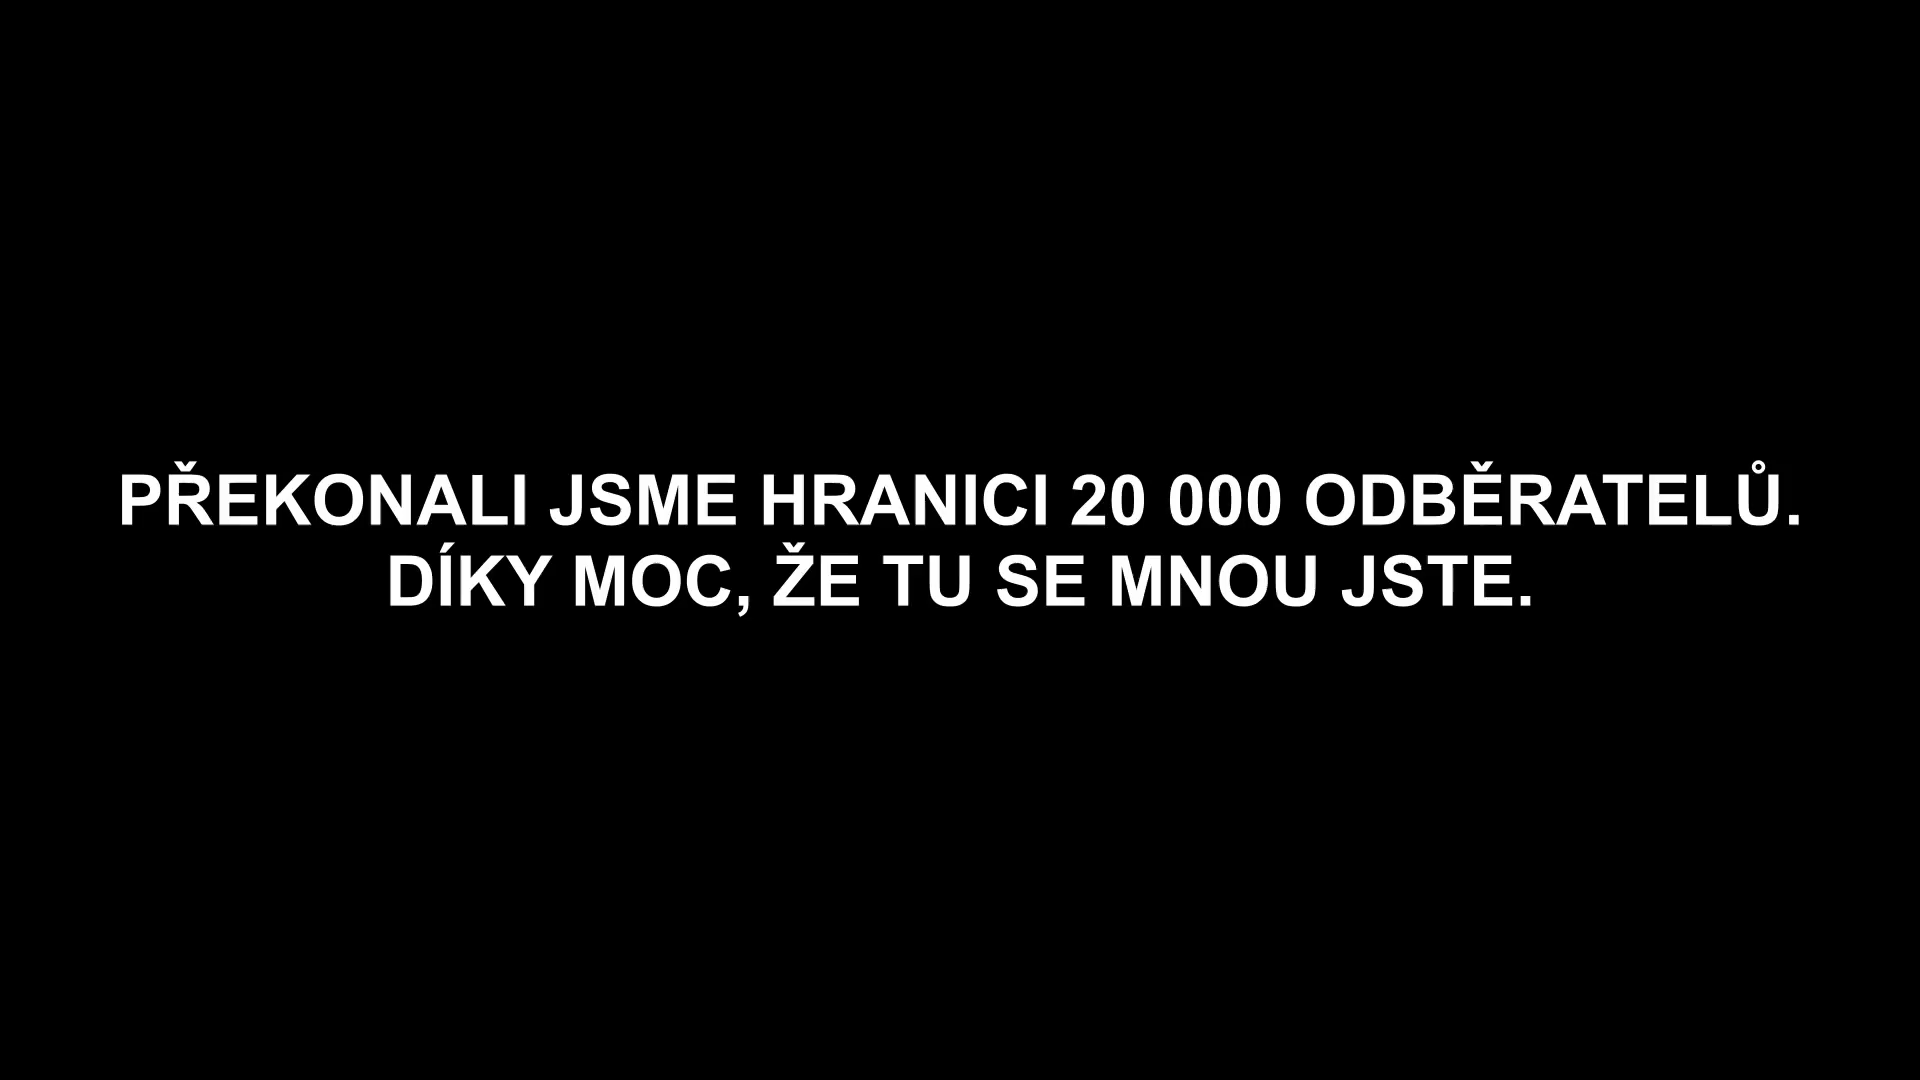 PŘEKONALI JSME HRANICI 20 000 ODBĚRATELŮ.
DÍKY MOC, ŽE TU SE MNOU JSTE.